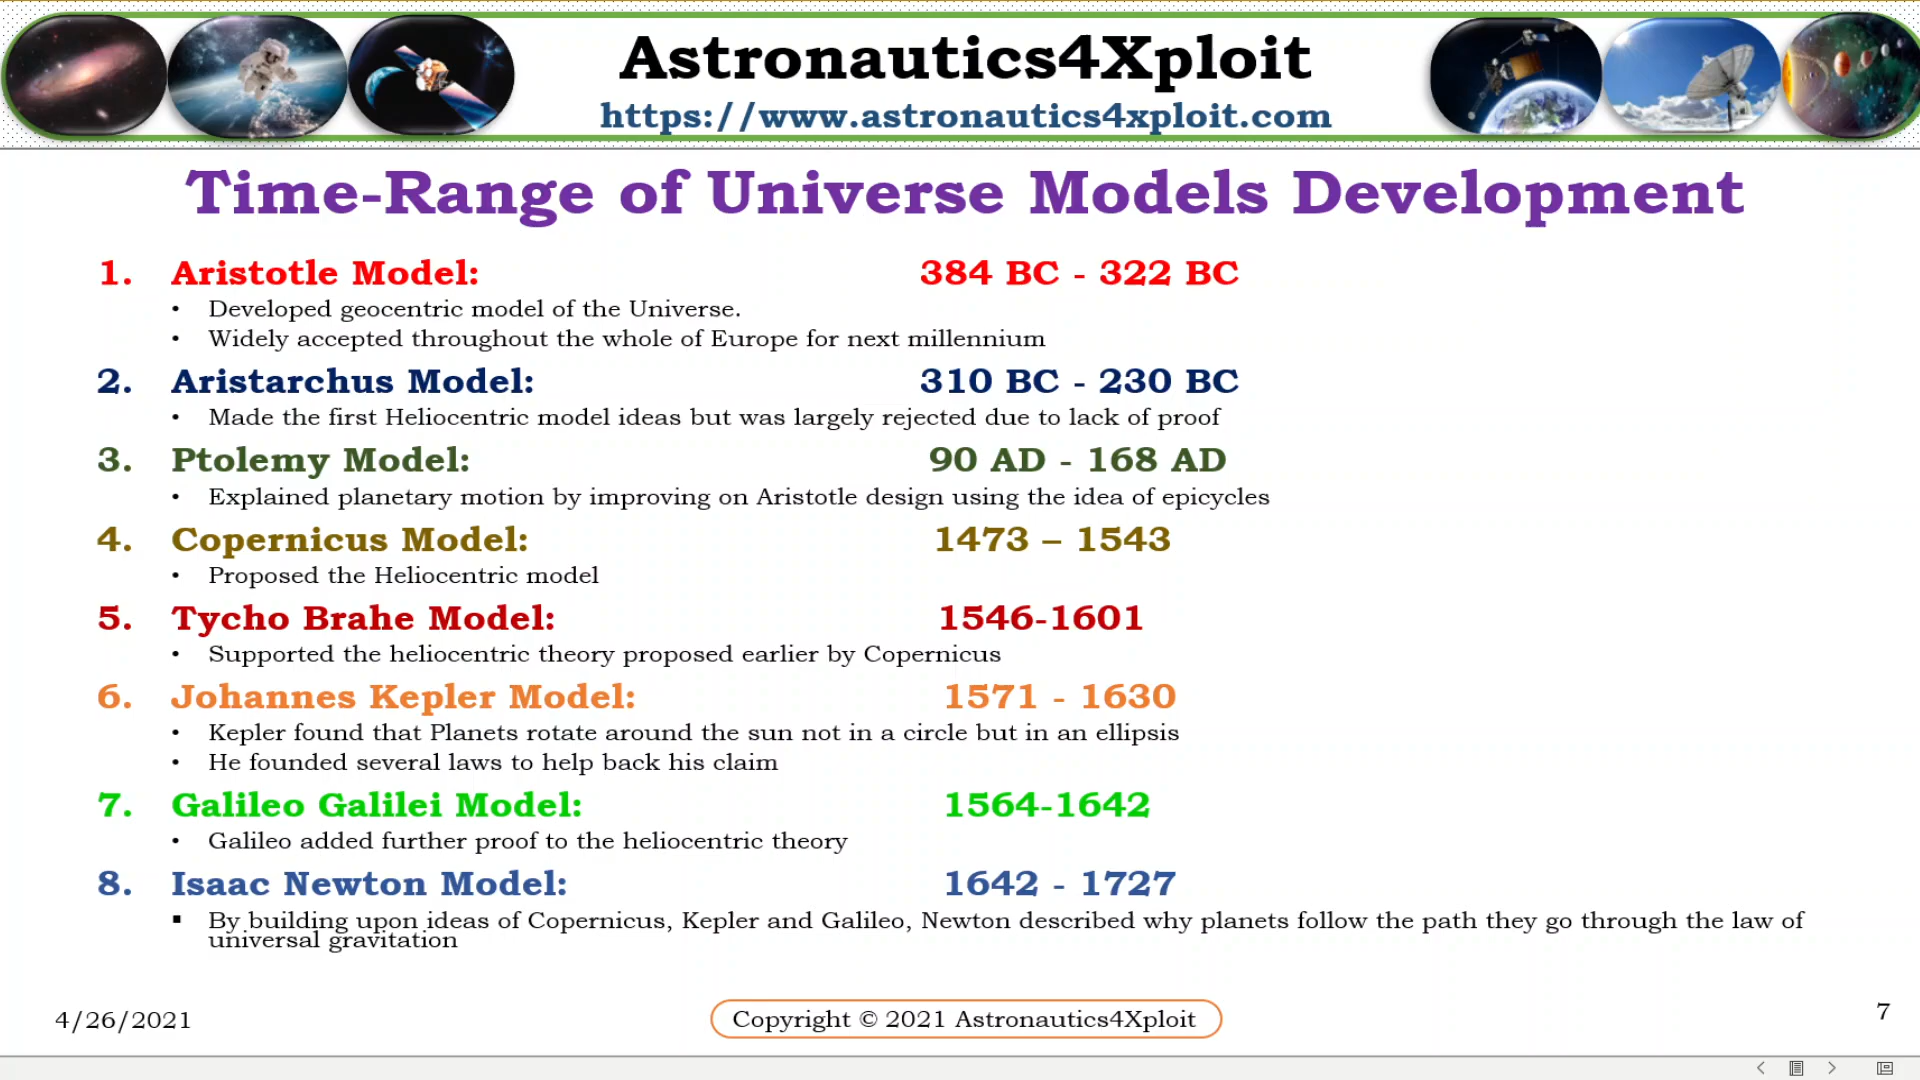 Astronautics4Xploit
https://www.astronautics4xploit.com
Time-Range of Universe Models Development
1. Aristotle Model: 384 BC - 322 BC
• Developed geocentric model of the Universe.
• Widely accepted throughout the whole of Europe for next millennium
2. Aristarchus Model: 310 BC - 230 BC
• Made the first Heliocentric model ideas but was largely rejected due to lack of proof
3. Ptolemy Model: 90 AD - 168 AD
• Explained planetary motion by improving on Aristotle design using the idea of epicycles
4. Copernicus Model: 1473 – 1543
• Proposed the Heliocentric model
5. Tycho Brahe Model: 1546-1601
• Supported the heliocentric theory proposed earlier by Copernicus
6. Johannes Kepler Model: 1571 - 1630
• Kepler found that Planets rotate around the sun not in a circle but in an ellipsis
• He founded several laws to help back his claim
7. Galileo Galilei Model: 1564-1642
• Galileo added further proof to the heliocentric theory
8. Isaac Newton Model: 1642 - 1727
▪ By building upon ideas of Copernicus, Kepler and Galileo, Newton described why planets follow the path they go through the law of
universal gravitation
4/26/2021
Copyright © 2021 Astronautics4Xploit
7